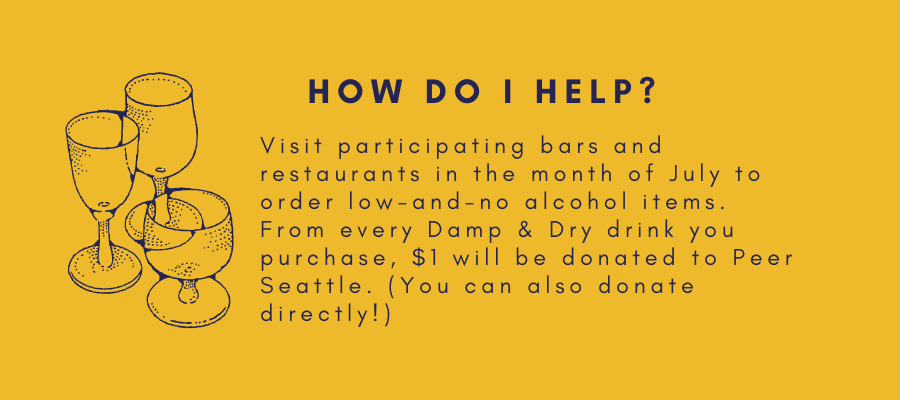 HOW DO I HELP?
Visit participating bars and
restaurants in the month of July to
order low-and-no alcohol items.
From every Damp & Dry drink you
purchase, $1 will be donated to Peer
Seattle. (You can also donate
directly!)